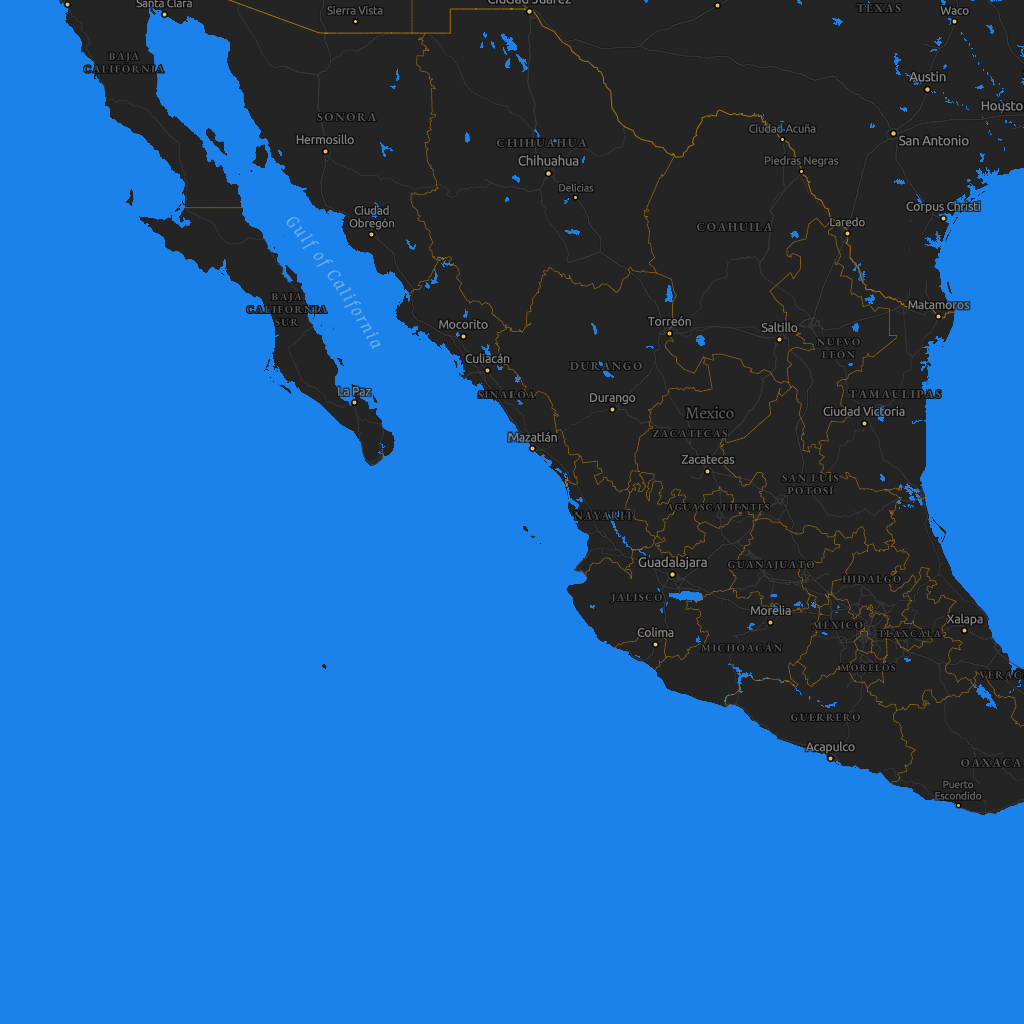 Santa Clara
Sierra Vista
Ciudad Juárez
TEXAS
Waco
BAJA
CALIFORNIA
Austin
Houston
SONORA
Hermosillo
CHIHUAHUA
Chihuahua
Ciudad Acuña
San Antonio
Piedras Negras
Delicias
Ciudad
Obregón
Gulf of California
COAHUILA
Laredo
Corpus Christi
BAJA
CALIFORNIA
SUR
Matamoros
Mocorito
Torreón
Saltillo
NUEVO
LEÓN
Culiacán
DURANGO
La Paz
SINALOA
Durango
Mexico
TAMAULIPAS
Ciudad Victoria
Mazatlán
ZACATECAS
Zacatecas
SAN LUIS
POTOSÍ
NAYARIT
AGUASCALIENTES
Guadalajara
GUANAJUATO
HIDALGO
JALISCO
Morelia
Colima
MÉXICO
TLAXCALA
Xalapa
MICHOACÁN
MORELOS
VERAC
GUERRERO
Acapulco
OAXACA
Puerto
Escondido